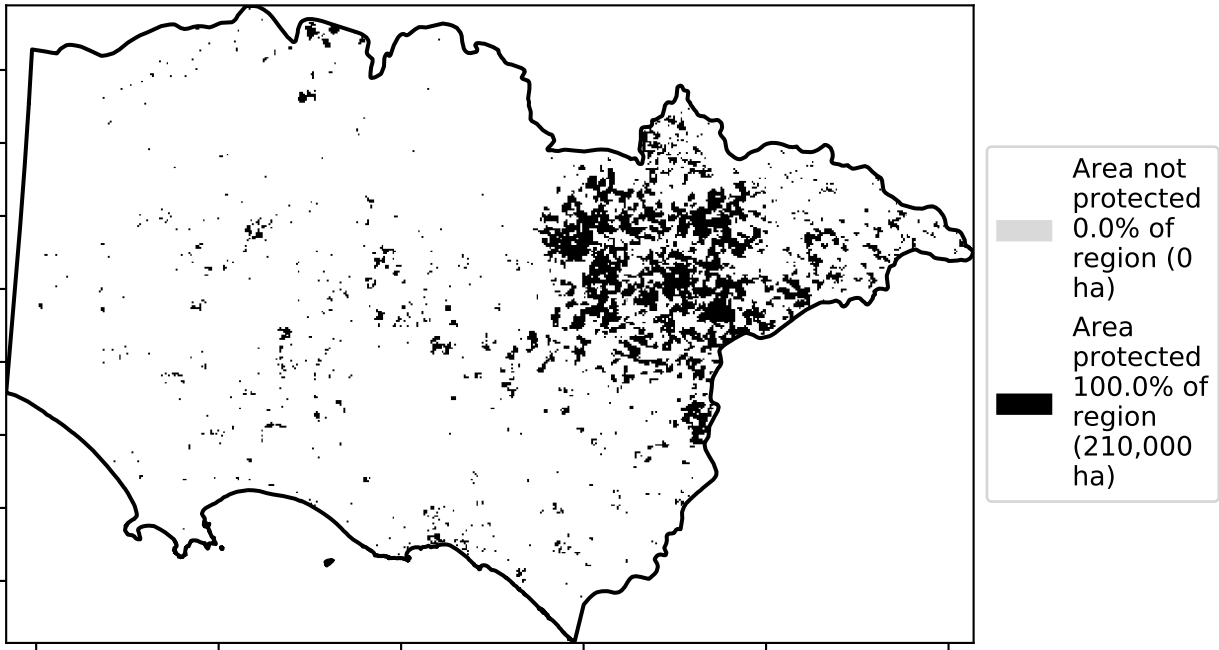 Area not
protected
0.0% of
region (0
ha)
Area
protected
100.0% of
region
(210,000
ha)